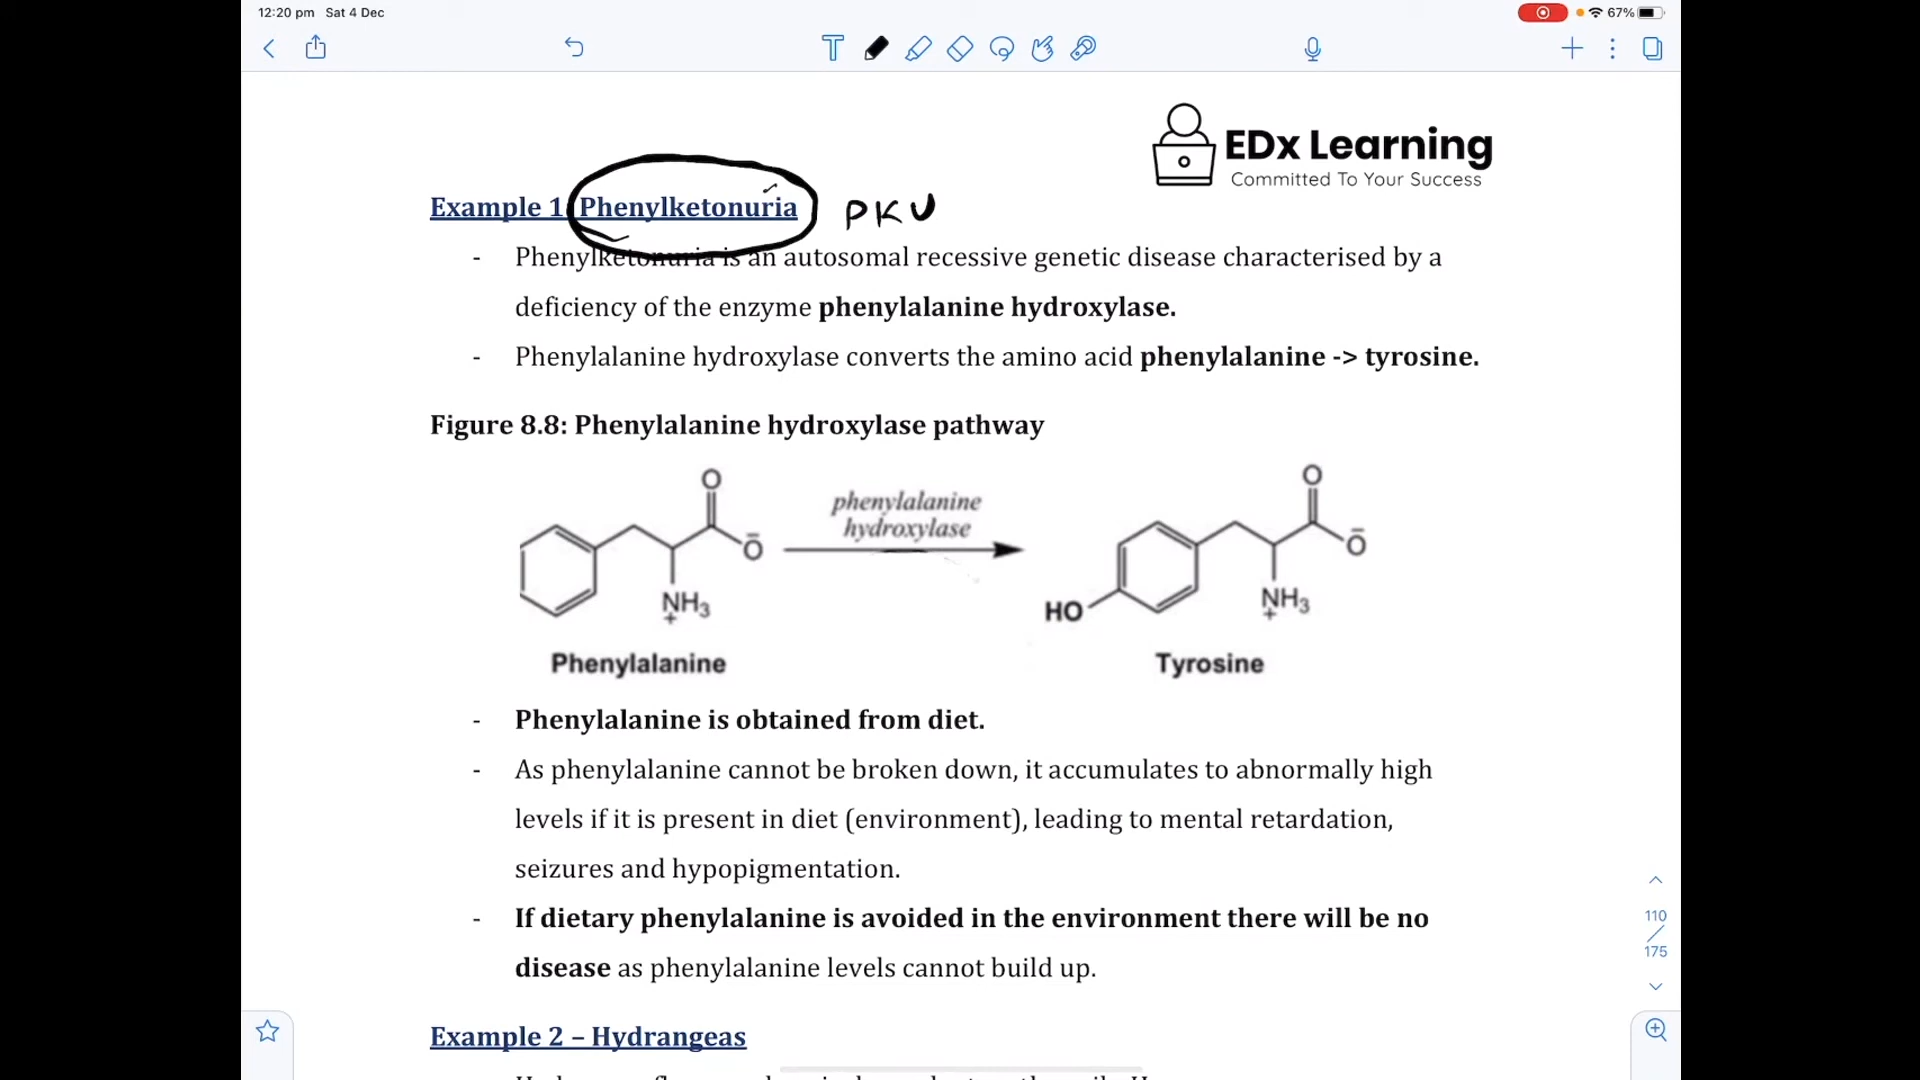 12:20 pm Sat 4 Dec
67%
EDx Learning
Committed To Your Success
Example 1 Phenylketonuria PKU
- Phenylketonuria is an autosomal recessive genetic disease characterised by a
deficiency of the enzyme phenylalanine hydroxylase.
- Phenylalanine hydroxylase converts the amino acid phenylalanine -> tyrosine.
Figure 8.8: Phenylalanine hydroxylase pathway
O
O
phenylalanine
hydroxylase
Ō
Ō
NH3
+
HO
NH3
+
Phenylalanine
Tyrosine
- Phenylalanine is obtained from diet.
- As phenylalanine cannot be broken down, it accumulates to abnormally high
levels if it is present in diet (environment), leading to mental retardation,
seizures and hypopigmentation.
- If dietary phenylalanine is avoided in the environment there will be no
disease as phenylalanine levels cannot build up.
110
/
175
Example 2 – Hydrangeas